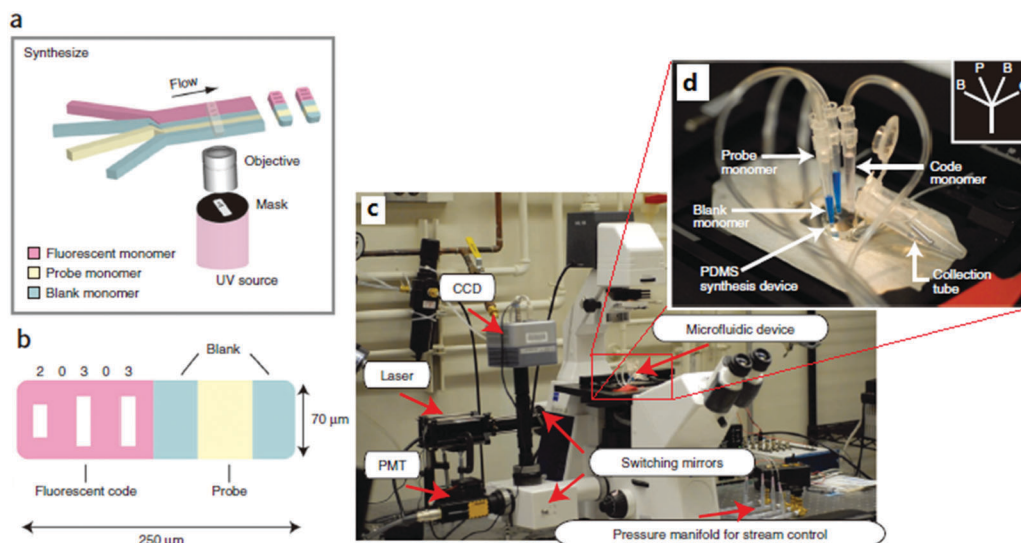 a
Synthesize
Flow
Objective
Mask
UV source
Fluorescent monomer
Probe monomer
Blank monomer
b
Blank
2 0 3 0 3
70 μm
Fluorescent code
Probe
250 μm
c
CCD
Laser
PMT
Microfluidic device
Switching mirrors
Pressure manifold for stream control
d
B P B
Probe
monomer
Code
monomer
Blank
monomer
PDMS
synthesis device
Collection
tube